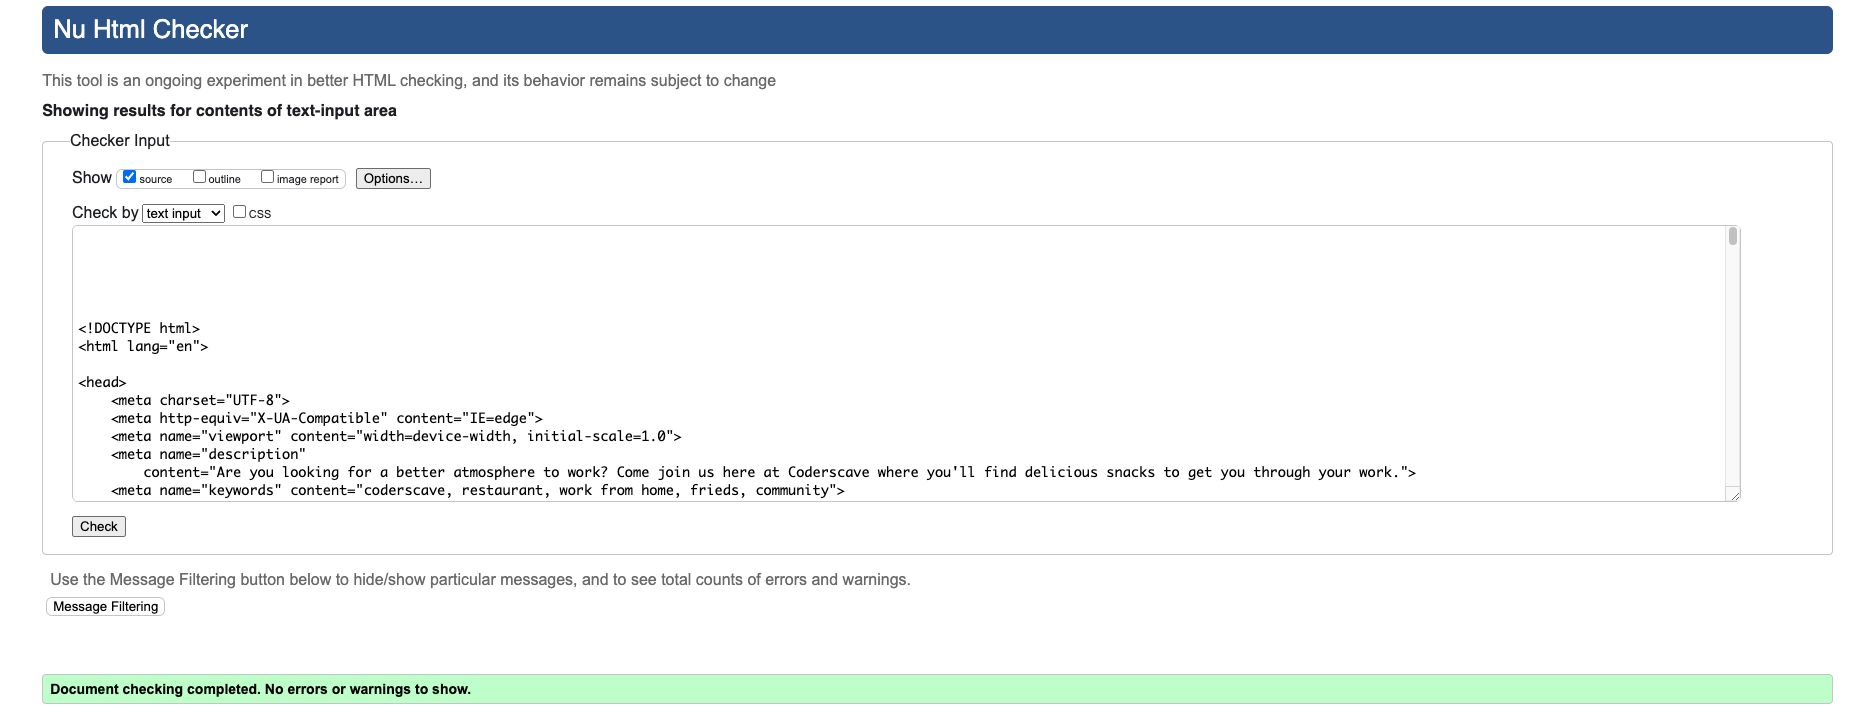 Nu Html Checker
This tool is an ongoing experiment in better HTML checking, and its behavior remains subject to change
Showing results for contents of text-input area
Checker Input
Show source outline image report Options...
Check by text input css
<!DOCTYPE html>
<html lang="en">
<head>
<meta charset="UTF-8">
<meta http-equiv="X-UA-Compatible" content="IE=edge">
<meta name="viewport" content="width=device-width, initial-scale=1.0">
<meta name="description"
content="Are you looking for a better atmosphere to work? Come join us here at Coderscave where you'll find delicious snacks to get you through your work.">
<meta name="keywords" content="coderscave, restaurant, work from home, frieds, community">
Check
Use the Message Filtering button below to hide/show particular messages, and to see total counts of errors and warnings.
Message Filtering
Document checking completed. No errors or warnings to show.